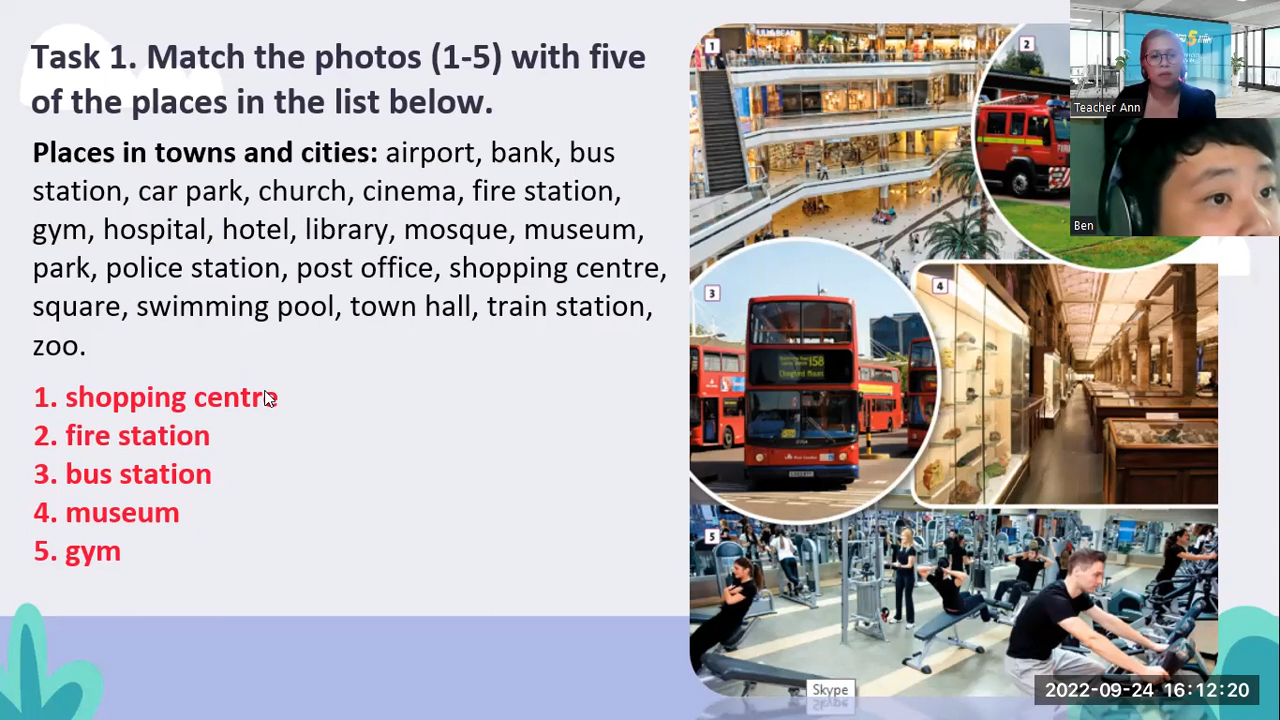 Task 1. Match the photos (1-5) with five
of the places in the list below.
Places in towns and cities: airport, bank, bus
station, car park, church, cinema, fire station,
gym, hospital, hotel, library, mosque, museum,
park, police station, post office, shopping centre,
square, swimming pool, town hall, train station,
zoo.
1. shopping centre
2. fire station
3. bus station
4. museum
5. gym
1
2
3
158
Chingford Mount
4
5
Teacher Ann
Ben
Skype
2022-09-24 16:12:20